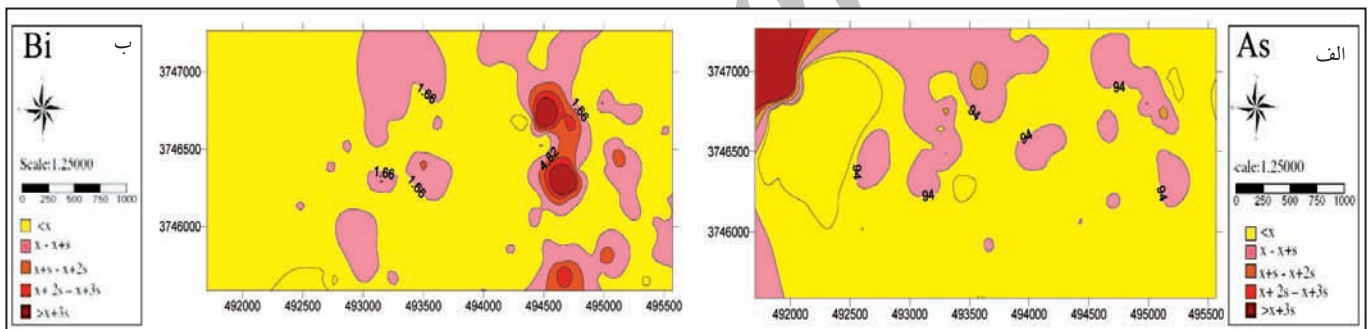 Bi
ب
Scale:1.25000
0 250 500 750 1000
<x
x - x+s
x+s - x+2s
x+ 2s – x+3s
>x+3s
3747000
3746500
3746000
1.66
1.66
4.82
1.66
1.66
492000 492500 493000 493500 494000 494500 495000 495500
3747000
3746500
3746000
94
94
94
94
94
94
492000 492500 493000 493500 494000 494500 495000 495500
As
الف
cale:1.25000
0 250 500 750 1000
<x
x - x+s
x+s - x+2s
x+ 2s – x+3s
>x+3s